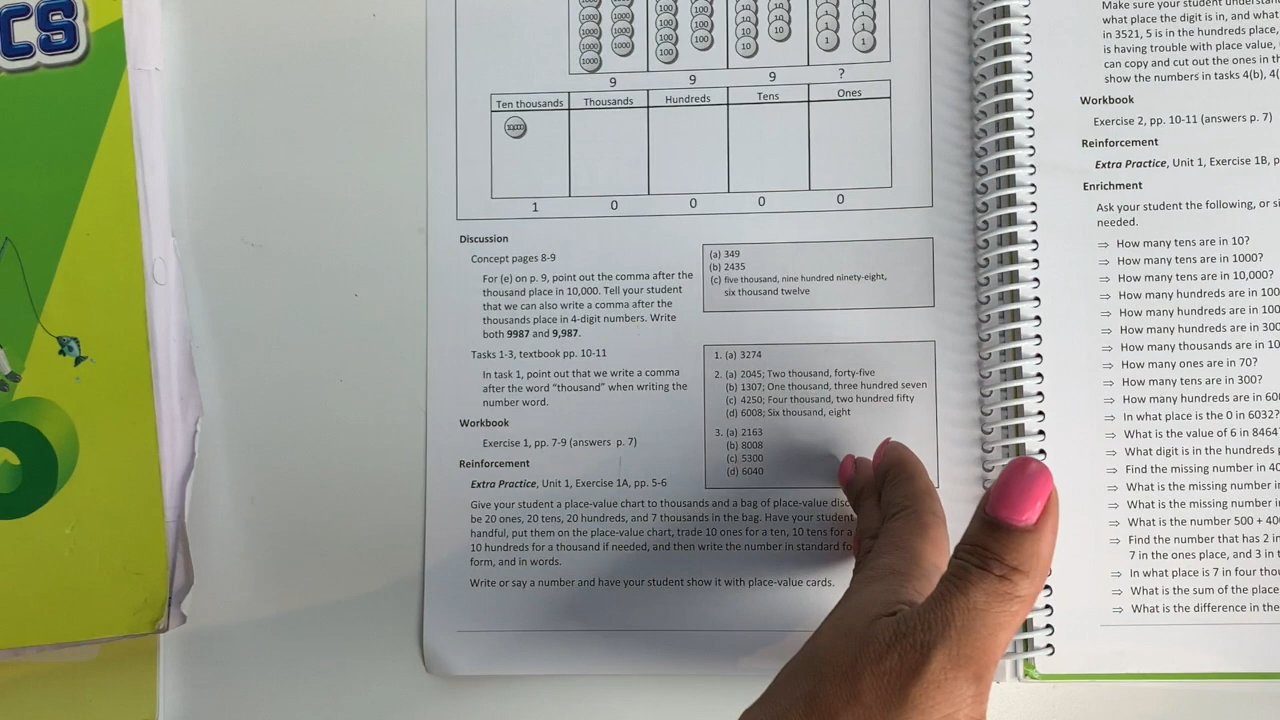 CS
1000 1000 100 100 10 10 1 1
1000 1000 100 100 10 10 1 1
1000 1000 100 100 10
1000 100
9 9 9 ?
Ten thousands Thousands Hundreds Tens Ones
10,000
1 0 0 0 0
Discussion
Concept pages 8-9
For (e) on p. 9, point out the comma after the
thousand place in 10,000. Tell your student
that we can also write a comma after the
thousands place in 4-digit numbers. Write
both 9987 and 9,987.
(a) 349
(b) 2435
(c) five thousand, nine hundred ninety-eight,
six thousand twelve
Tasks 1-3, textbook pp. 10-11
In task 1, point out that we write a comma
after the word "thousand" when writing the
number word.
1. (a) 3274
2. (a) 2045; Two thousand, forty-five
(b) 1307; One thousand, three hundred seven
(c) 4250; Four thousand, two hundred fifty
(d) 6008; Six thousand, eight
3. (a) 2163
(b) 8008
(c) 5300
(d) 6040
Workbook
Exercise 1, pp. 7-9 (answers p. 7)
Reinforcement
Extra Practice, Unit 1, Exercise 1A, pp. 5-6
Give your student a place-value chart to thousands and a bag of place-value
be 20 ones, 20 tens, 20 hundreds, and 7 thousands in the bag. Have your student
handful, put them on the place-value chart, trade 10 ones for a ten, 10 tens for a
10 hundreds for a thousand if needed, and then write the number in standard
form, and in words.
Write or say a number and have your student show it with place-value cards.
Make sure your student
what place the digit is in, and what
in 3521, 5 is in the hundreds place,
is having trouble with place value,
can copy and cut out the ones in
show the numbers in tasks 4(b),
Workbook
Exercise 2, pp. 10-11 (answers p. 7)
Reinforcement
Extra Practice, Unit 1, Exercise 1B,
Enrichment
Ask your student the following, or
needed.
⇒ How many tens are in 10?
⇒ How many tens are in 1000?
⇒ How many tens are in 10,000?
⇒ How many hundreds are in 100
⇒ How many hundreds are in 100
⇒ How many hundreds are in 300
⇒ How many thousands are in 10
⇒ How many ones are in 70?
⇒ How many tens are in 300?
⇒ How many hundreds are in 60
⇒ In what place is the 0 in 6032?
⇒ What is the value of 6 in 8464
⇒ What digit is in the hundreds
⇒ Find the missing number in 40
⇒ What is the missing number
⇒ What is the missing number
⇒ What is the number 500 + 40
⇒ Find the number that has 2 in
7 in the ones place, and 3 in
⇒ In what place is 7 in four
⇒ What is the sum of the place
⇒ What is the difference in the